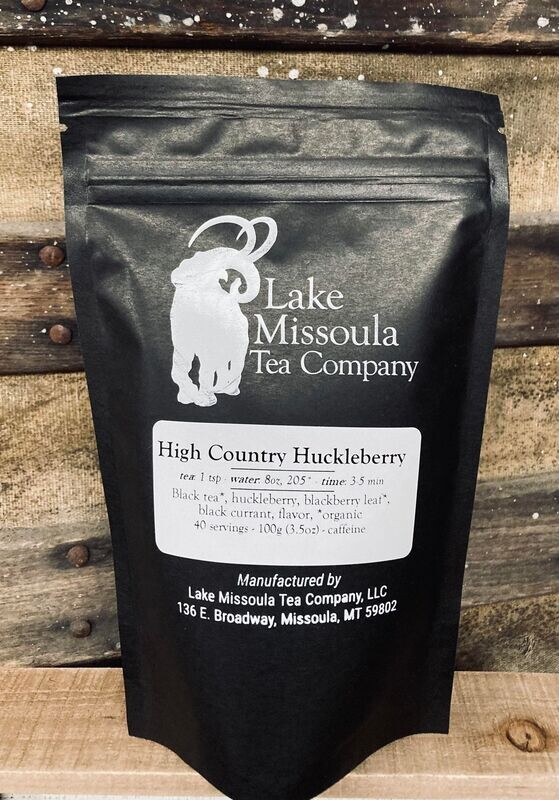 Lake
Missoula
Tea Company
High Country Huckleberry
tea: 1 tsp - water: 8oz, 205° - time: 3-5 min
Black tea*, huckleberry, blackberry leaf*,
black currant, flavor, *organic
40 servings - 100g (3.5oz) - caffeine
Manufactured by
Lake Missoula Tea Company, LLC
136 E. Broadway, Missoula, MT 59802